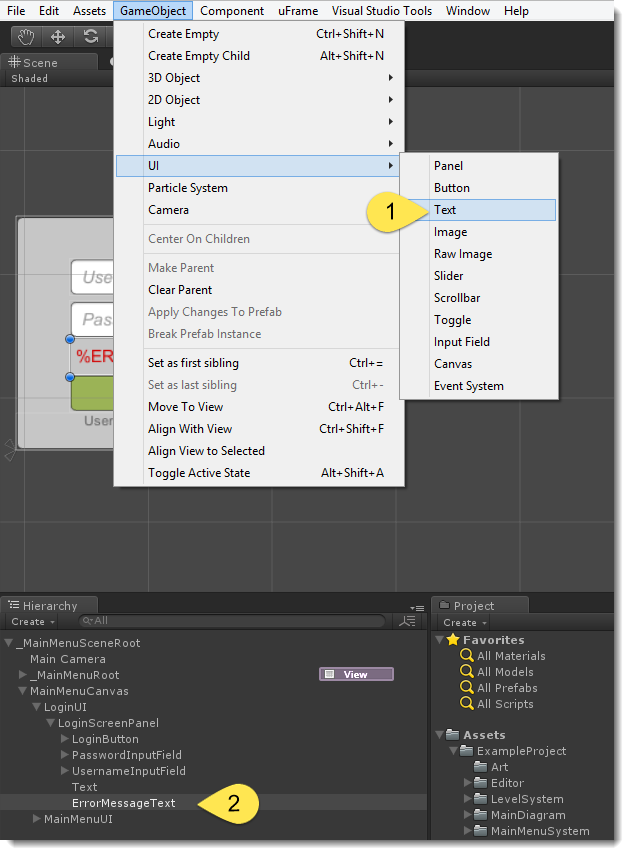 File Edit Assets GameObject Component uFrame Visual Studio Tools Window Help
Scene
Shaded
Create Empty Ctrl+Shift+N
Create Empty Child Alt+Shift+N
3D Object
2D Object
Light
Audio
UI
Particle System
Camera
Center On Children
Make Parent
Clear Parent
Apply Changes To Prefab
Break Prefab Instance
Set as first sibling Ctrl+=
Set as last sibling Ctrl+-
Move To View Ctrl+Alt+F
Align With View Ctrl+Shift+F
Align View to Selected
Toggle Active State Alt+Shift+A
Panel
Button
1 Text
Image
Raw Image
Slider
Scrollbar
Toggle
Input Field
Canvas
Event System
Use
Pas
%ER
User
Hierarchy
Create All
_MainMenuSceneRoot
Main Camera
_MainMenuRoot View
MainMenuCanvas
LoginUI
LoginScreenPanel
LoginButton
PasswordInputField
UsernameInputField
Text
ErrorMessageText 2
MainMenuUI
Project
Create
Favorites
All Materials
All Models
All Prefabs
All Scripts
Assets
ExampleProject
Art
Editor
LevelSystem
MainDiagram
MainMenuSystem